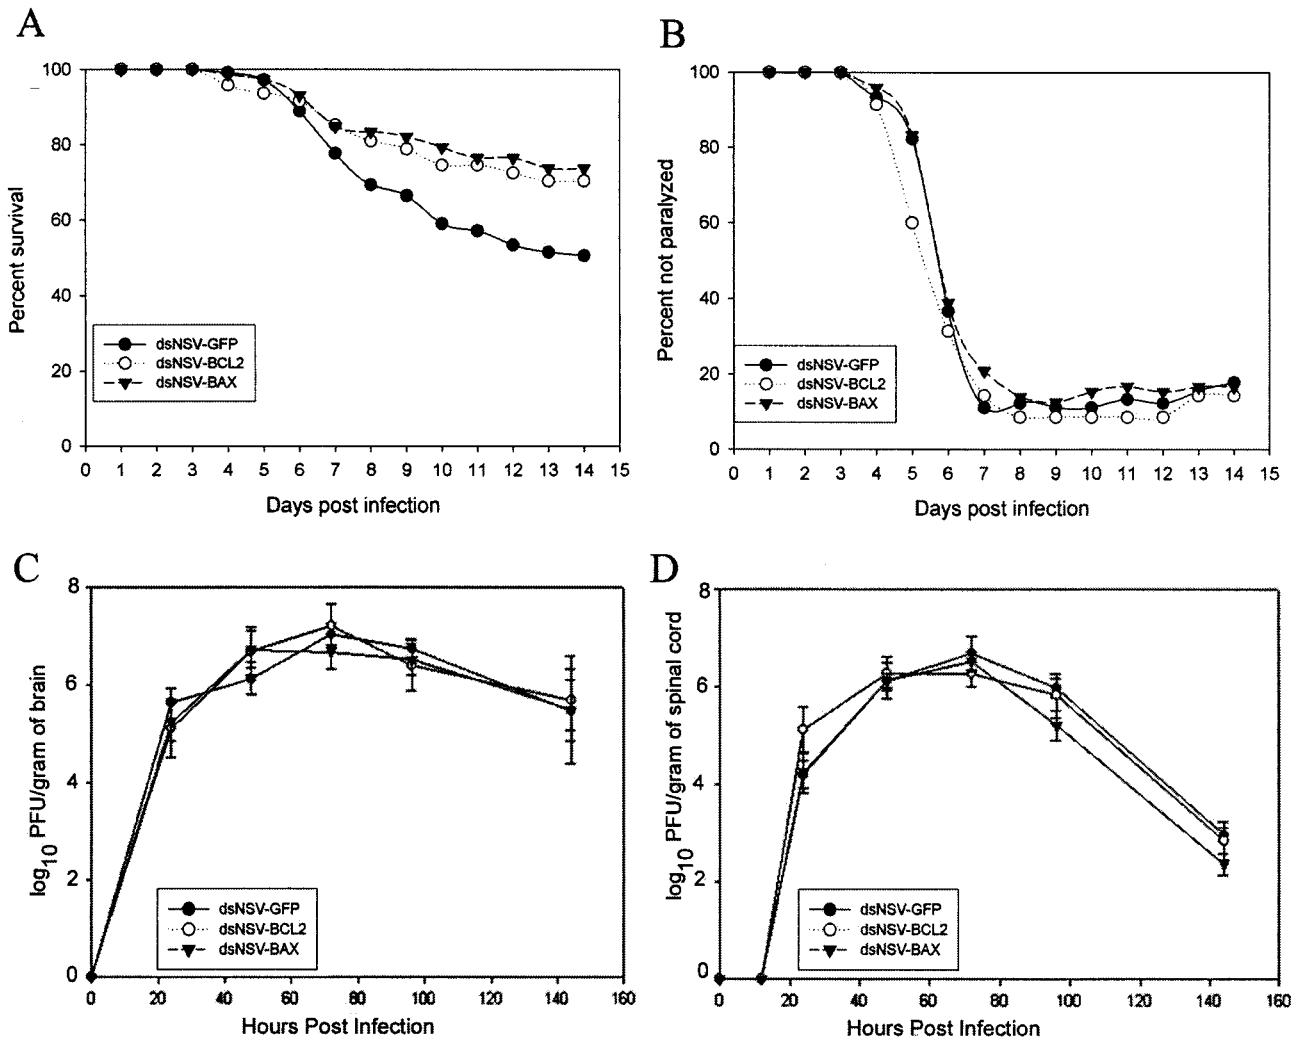 A
100
80
60
40
20
0
Percent survival
dsNSV-GFP
dsNSV-BCL2
dsNSV-BAX
0 1 2 3 4 5 6 7 8 9 10 11 12 13 14 15
Days post infection
B
100
80
60
40
20
0
Percent not paralyzed
dsNSV-GFP
dsNSV-BCL2
dsNSV-BAX
0 1 2 3 4 5 6 7 8 9 10 11 12 13 14 15
Days post infection
C
8
6
4
2
0
log10 PFU/gram of brain
dsNSV-GFP
dsNSV-BCL2
dsNSV-BAX
0 20 40 60 80 100 120 140 160
Hours Post Infection
D
8
6
4
2
0
log10 PFU/gram of spinal cord
dsNSV-GFP
dsNSV-BCL2
dsNSV-BAX
0 20 40 60 80 100 120 140 160
Hours Post Infection